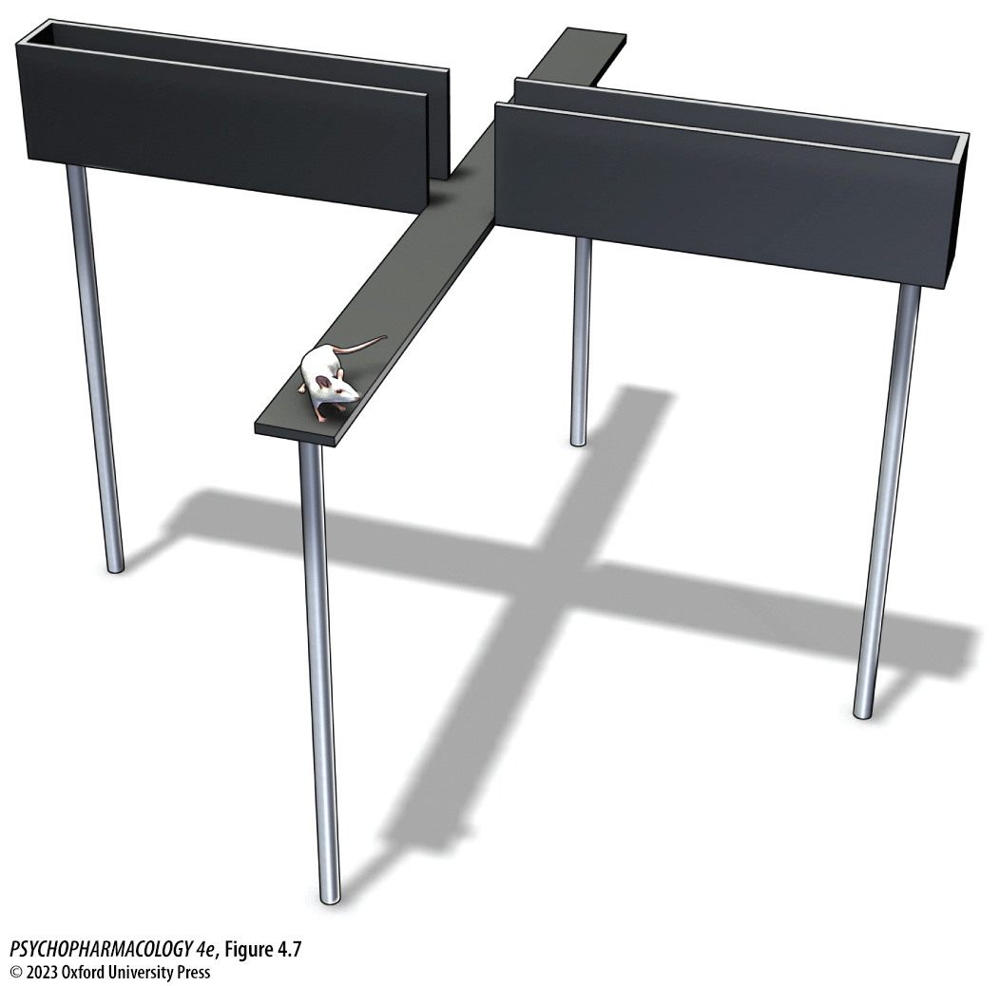 PSYCHOPHARMACOLOGY 4e, Figure 4.7
© 2023 Oxford University Press